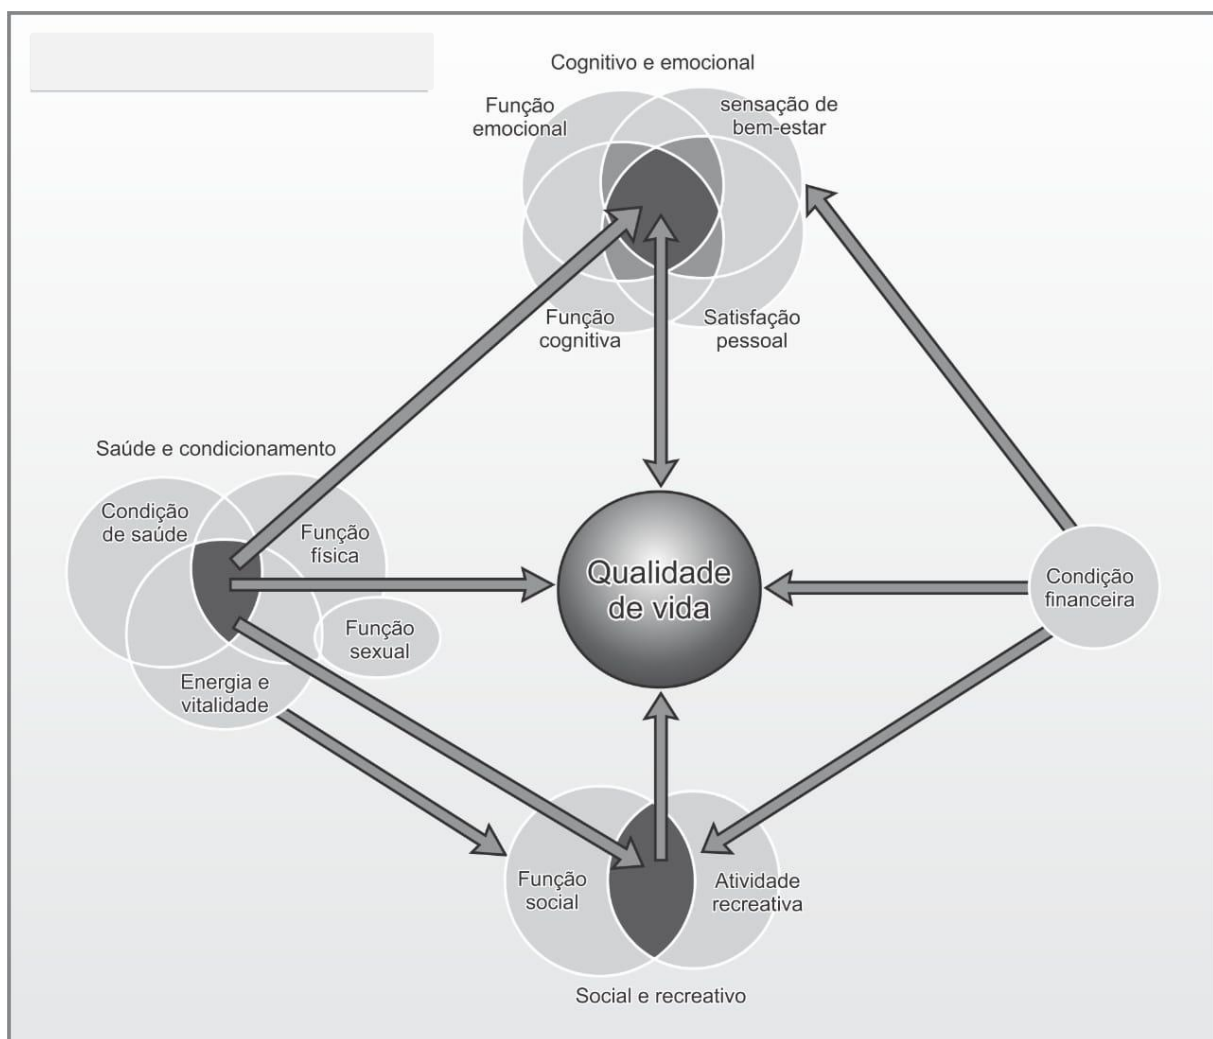 Cognitivo e emocional
Função
emocional
sensação de
bem-estar
Função
cognitiva
Satisfação
pessoal
Saúde e condicionamento
Condição
de saúde
Função
física
Função
sexual
Energia e
vitalidade
Qualidade
de vida
Condição
financeira
Função
social
Atividade
recreativa
Social e recreativo